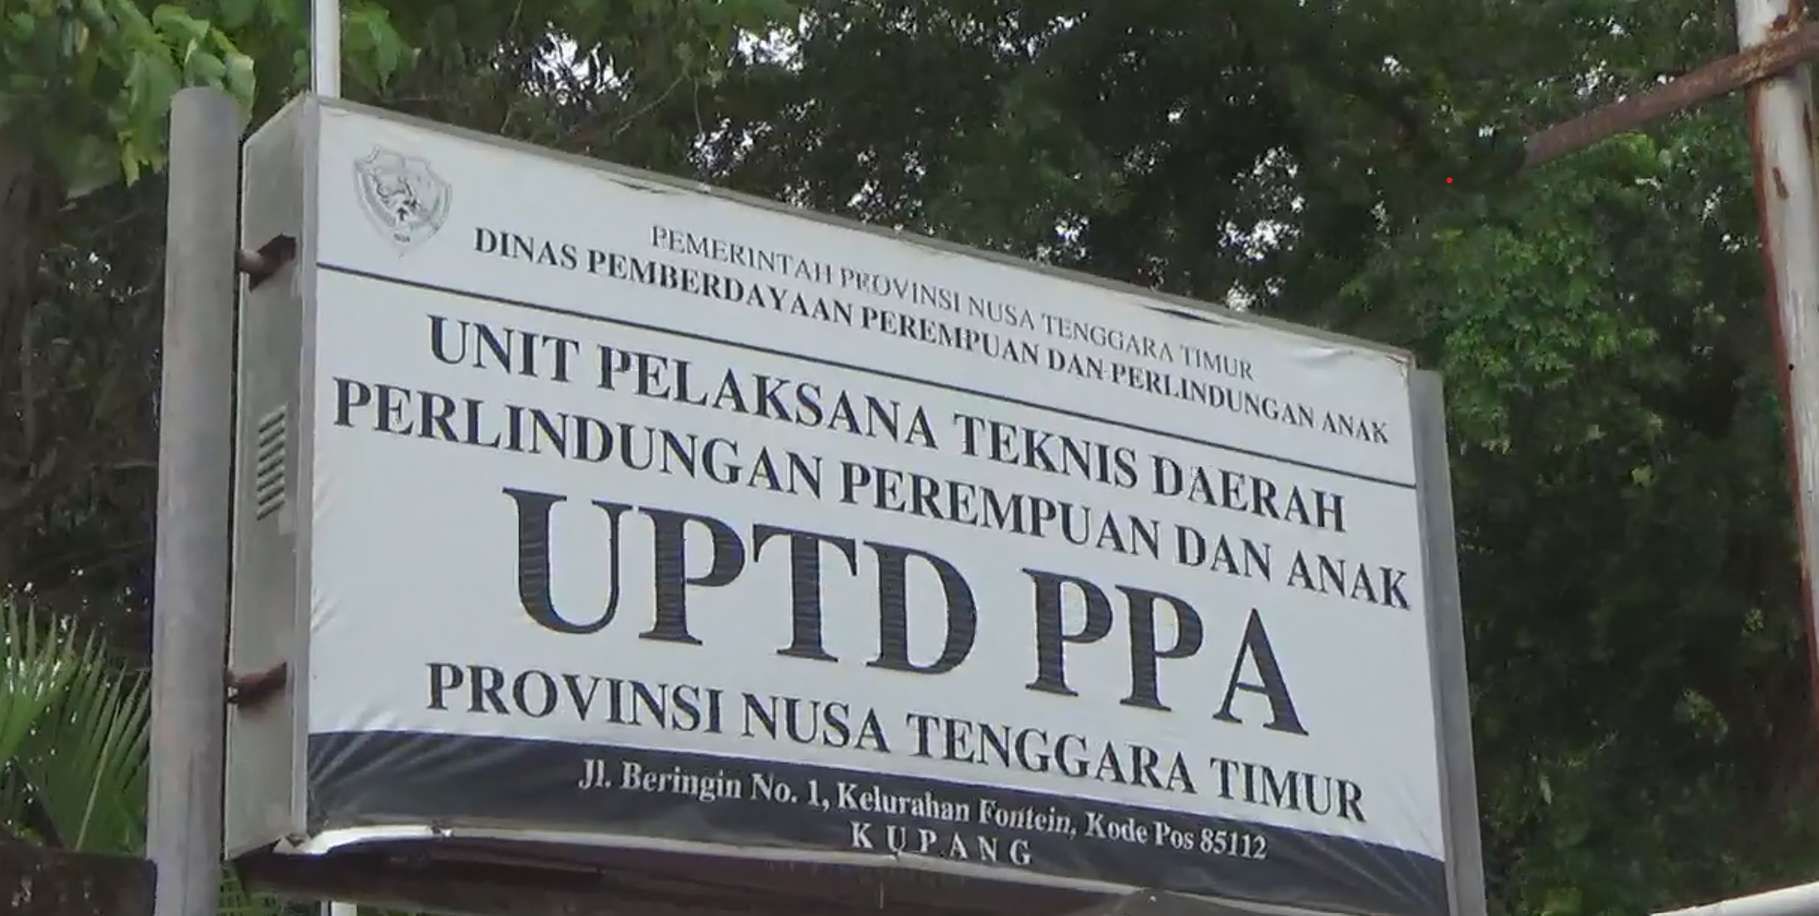 PEMERINTAH PROVINSI NUSA TENGGARA TIMUR
DINAS PEMBERDAYAAN PEREMPUAN DAN PERLINDUNGAN ANAK
UNIT PELAKSANA TEKNIS DAERAH
PERLINDUNGAN PEREMPUAN DAN ANAK
UPTD PPA
PROVINSI NUSA TENGGARA TIMUR
Jl. Beringin No. 1, Kelurahan Fontein, Kode Pos 85112
KUPANG